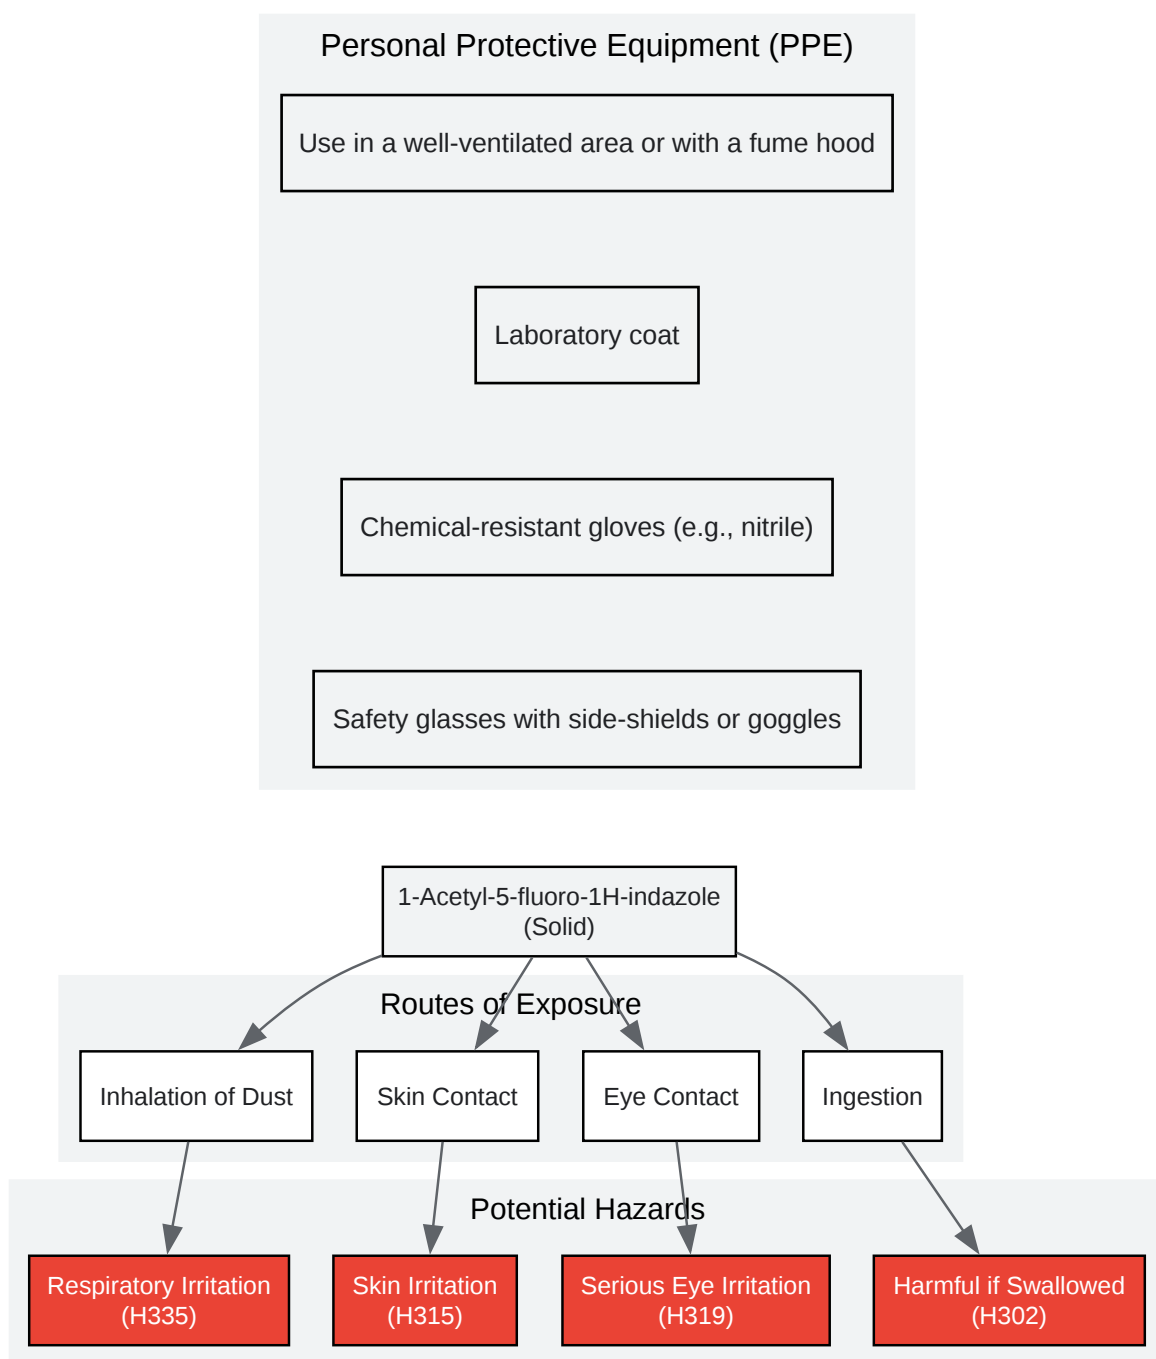 Personal Protective Equipment (PPE)
Use in a well-ventilated area or with a fume hood
Laboratory coat
Chemical-resistant gloves (e.g., nitrile)
Safety glasses with side-shields or goggles
1-Acetyl-5-fluoro-1H-indazole
(Solid)
Routes of Exposure
Inhalation of Dust
Skin Contact
Eye Contact
Ingestion
Potential Hazards
Respiratory Irritation
(H335)
Skin Irritation
(H315)
Serious Eye Irritation
(H319)
Harmful if Swallowed
(H302)